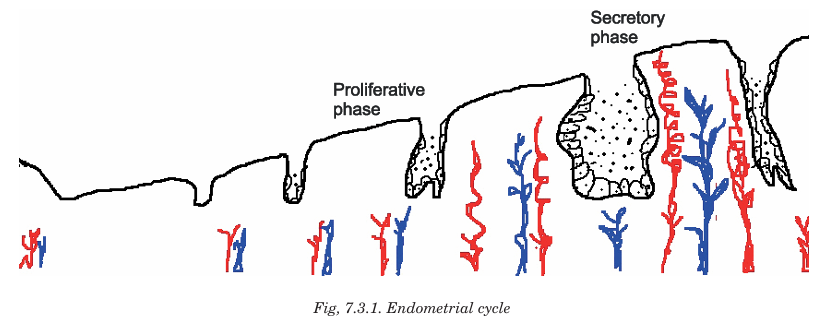 Secretory
phase
Proliferative
phase
Fig, 7.3.1. Endometrial cycle